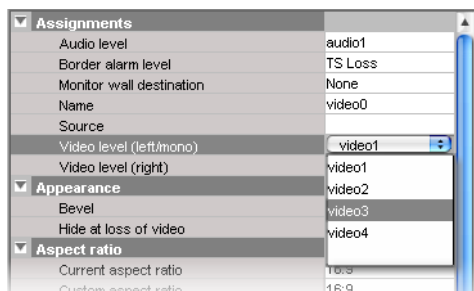 Assignments
Audio level audio1
Border alarm level TS Loss
Monitor wall destination None
Name video0
Source
Video level (left/mono) video1
Video level (right) video1
Appearance video2
Bevel video3
Hide at loss of video video4
Aspect ratio
Current aspect ratio 16:9
Custom aspect ratio 16:9